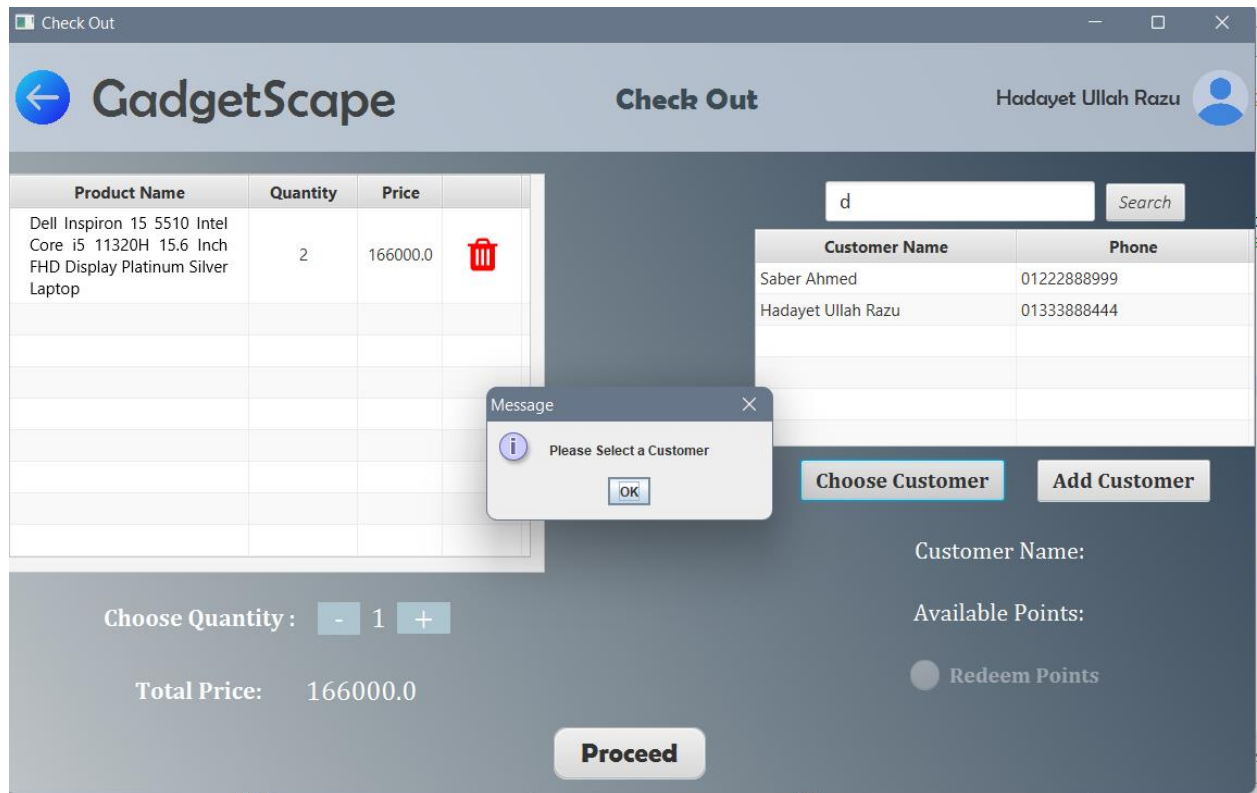 Check Out
GadgetScape
Check Out
Hadayet Ullah Razu
Product Name Quantity Price
Dell Inspiron 15 5510 Intel
Core i5 11320H 15.6 Inch
FHD Display Platinum Silver
Laptop
2 166000.0
d
Search
Customer Name Phone
Saber Ahmed 01222888999
Hadayet Ullah Razu 01333888444
Message
i
Please Select a Customer
OK
Choose Customer
Add Customer
Customer Name:
Available Points:
Redeem Points
Choose Quantity : - 1 +
Total Price: 166000.0
Proceed